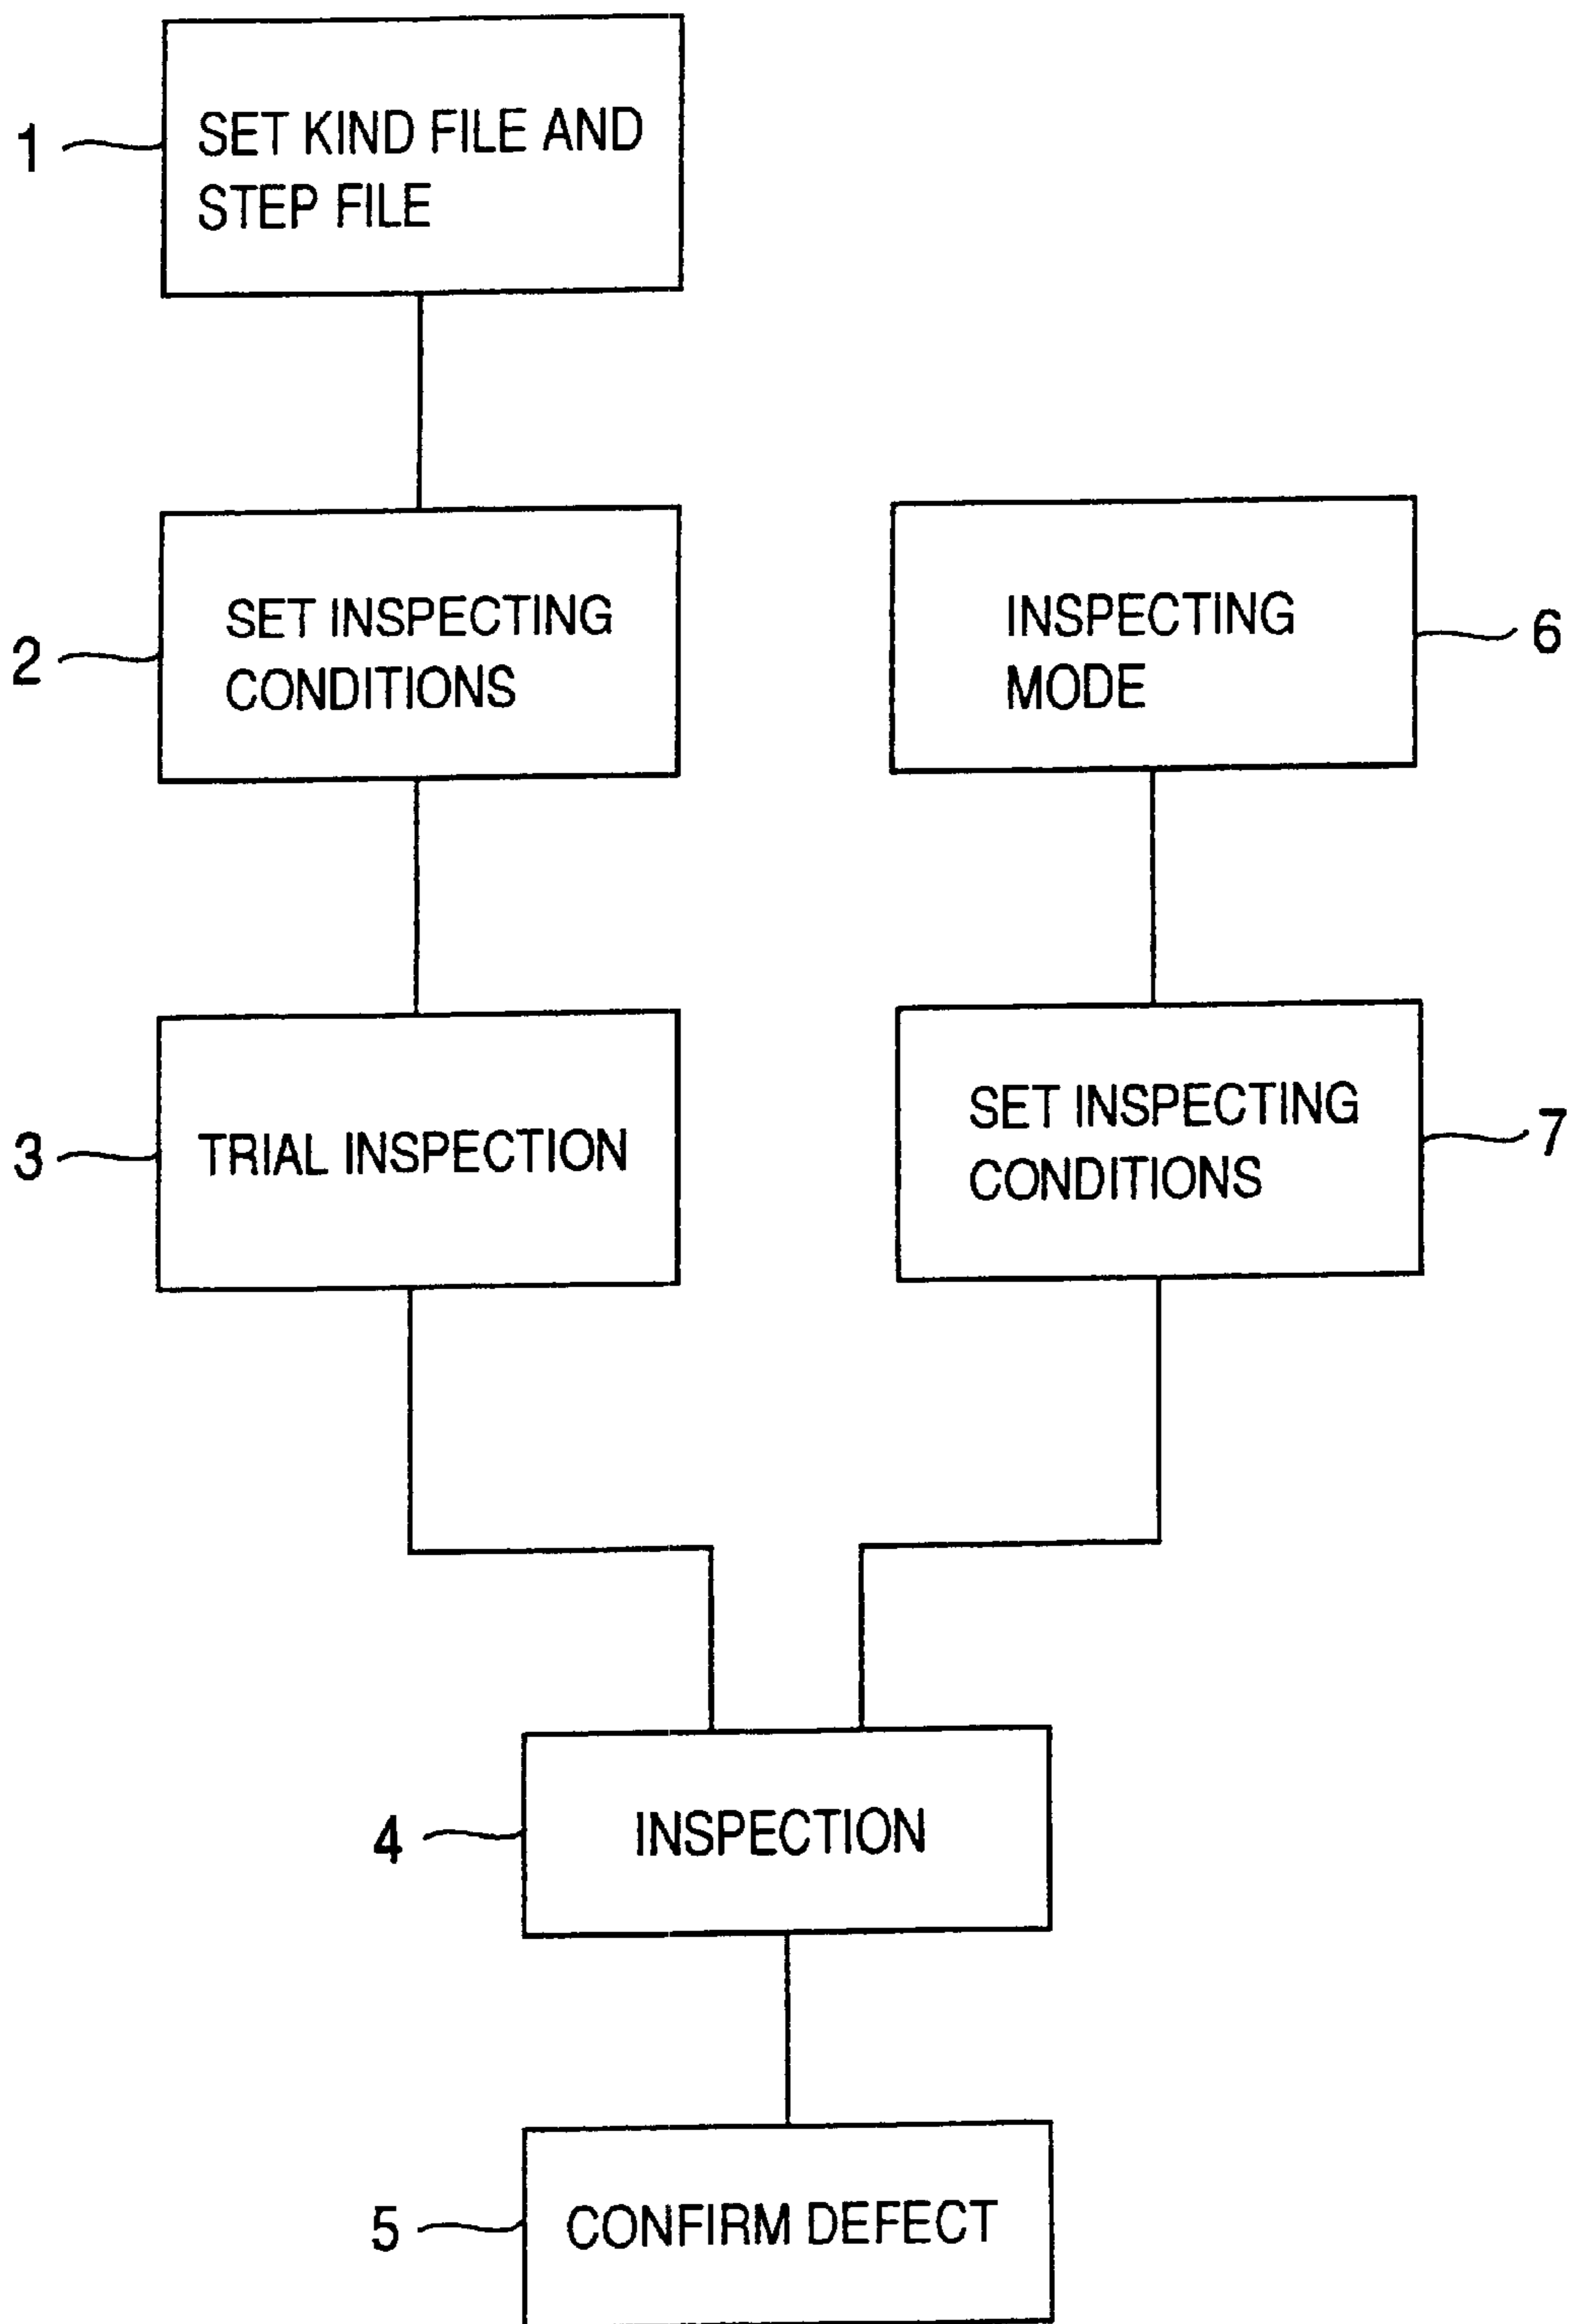 1
SET KIND FILE AND
STEP FILE
2
SET INSPECTING
CONDITIONS
INSPECTING
MODE
6
3
TRIAL INSPECTION
SET INSPECTING
CONDITIONS
7
4
INSPECTION
5
CONFIRM DEFECT